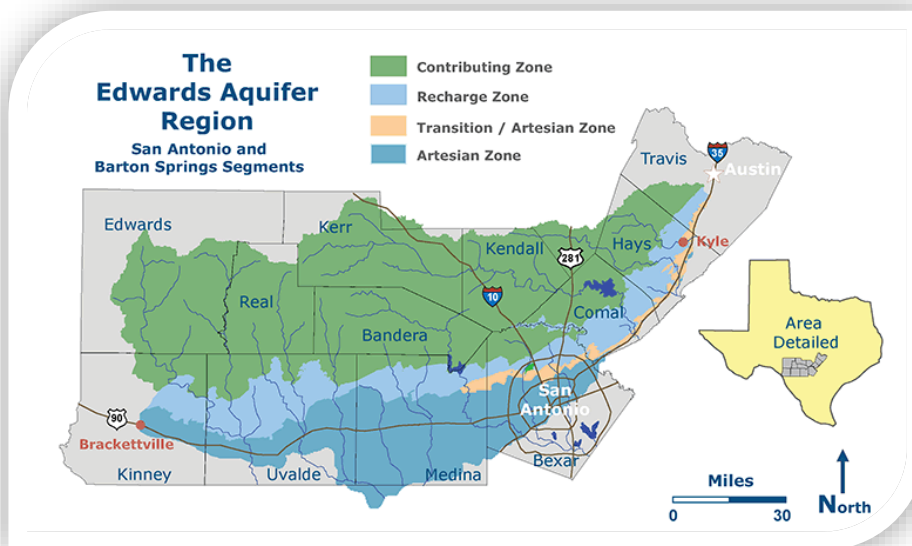 The
Edwards Aquifer
Region
San Antonio and
Barton Springs Segments
Contributing Zone
Recharge Zone
Transition / Artesian Zone
Artesian Zone
Travis
35
Austin
Edwards
Kerr
Kendall
Hays
Kyle
281
Real
10
Comal
Bandera
Area
Detailed
San
Antonio
90
Brackettville
Kinney
Uvalde
Medina
Bexar
Miles
0
30
North